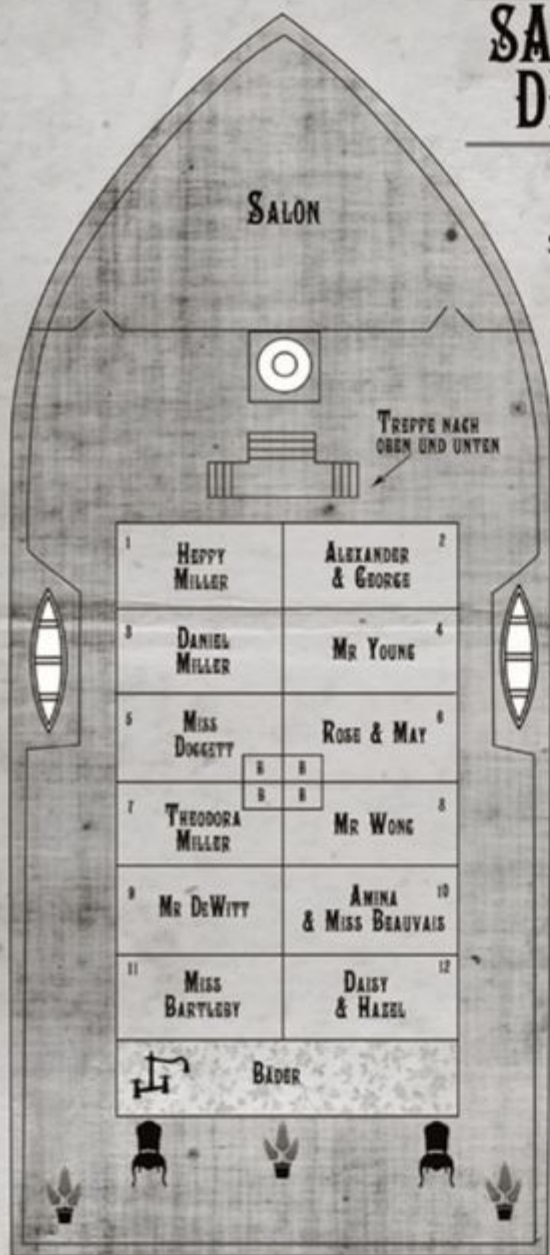 SA
D
SALON
TREPPE NACH
OBEN UND UNTEN
1
HEPPY
MILLER
ALEXANDER
& GEORGE
2
3
DANIEL
MILLER
MR YOUNG
4
5
MISS
DOGGETT
ROSE & MAY
6
B
B
B
B
7
THEODORA
MILLER
MR WONG
8
9
MR DEWITT
AMINA
& MISS BEAUVAIS
10
11
MISS
BARTLEBY
DAISY
& HAZEL
12
BÄDER